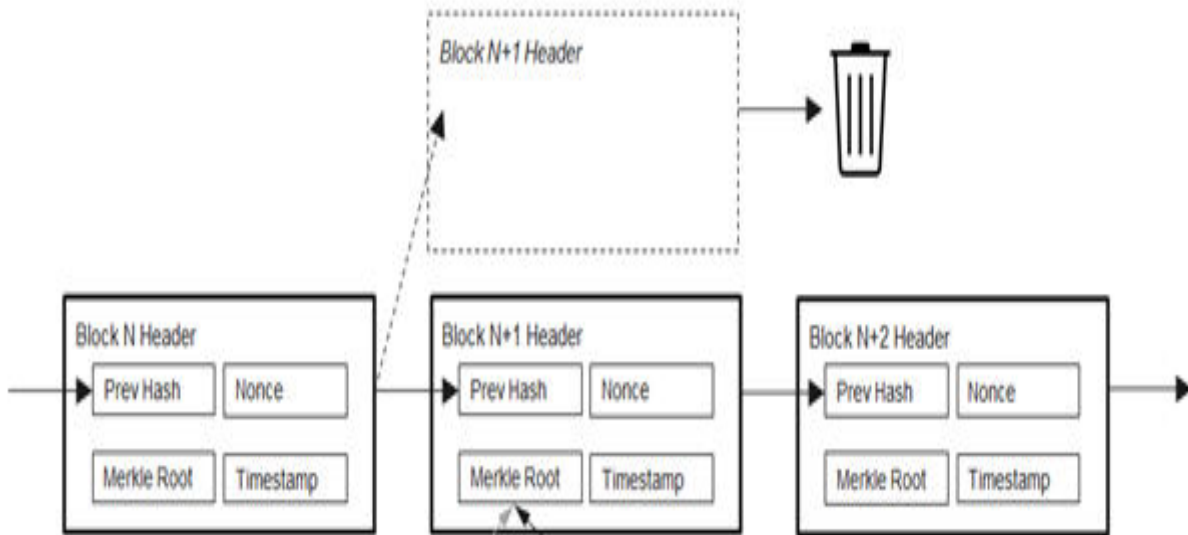 Block N+1 Header
Block N Header
Prev Hash
Nonce
Merkle Root
Timestamp
Block N+1 Header
Prev Hash
Nonce
Merkle Root
Timestamp
Block N+2 Header
Prev Hash
Nonce
Merkle Root
Timestamp